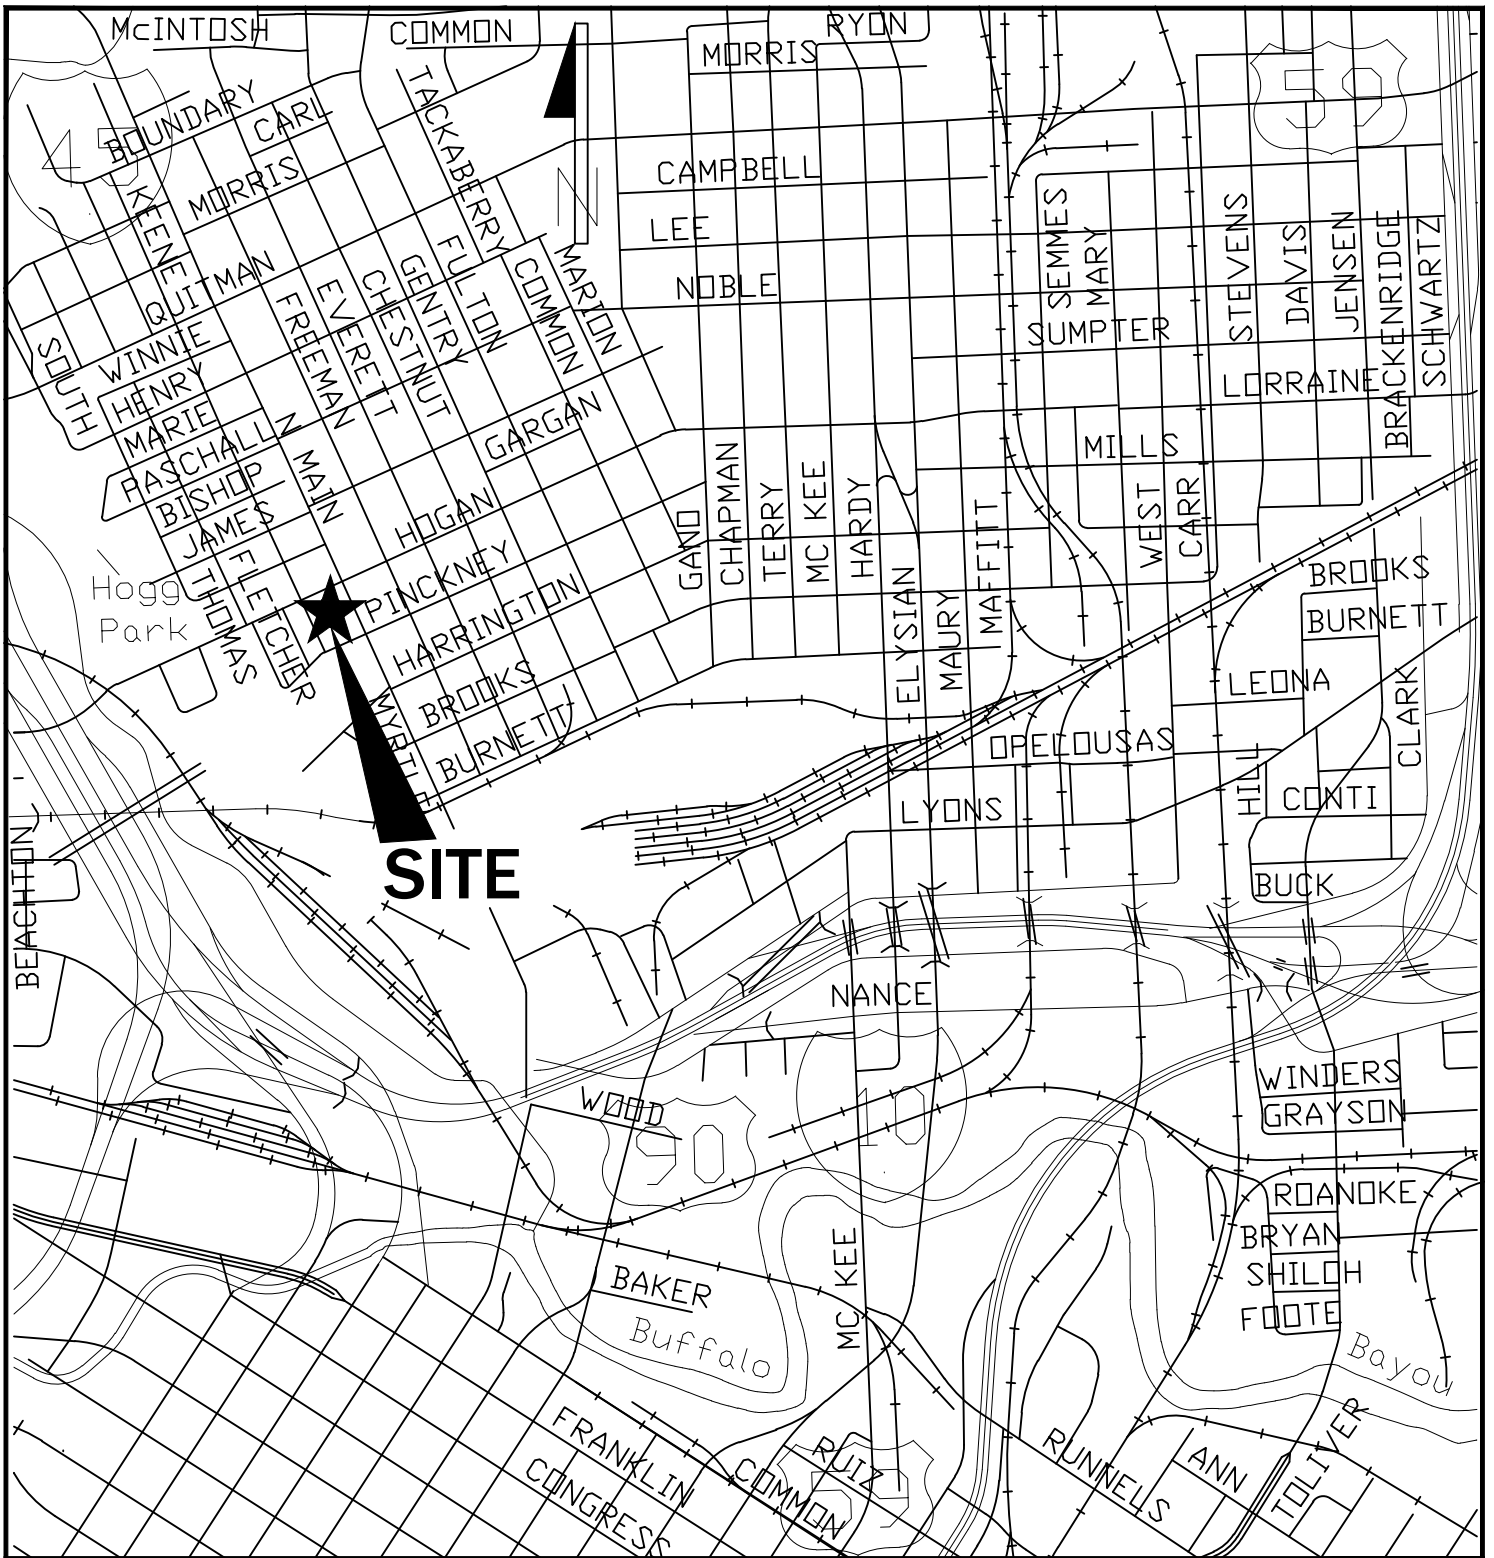 McINTOSH
COMMON
RYON
MORRIS
45
BOUNDARY
CARL
TACKABERRY
59
KEENE
MORRIS
N
CAMPBELL
LEE
NOBLE
SEMMES
MARY
STEVENS
DAVIS
JENSEN
BRACKENRIDGE
SCHWARTZ
QUITMAN
FREEMAN
EVERETT
CHESTNUT
GENTRY
FULTON
COMMON
MARION
SUMPTER
SOUTH
WINNIE
HENRY
MARIE
PASCHALL
BISHOP
JAMES
N MAIN
GARGAN
LORRAINE
MILLS
HOGAN
GANO
CHAPMAN
TERRY
MC KEE
HARDY
ELYSIAN
MAURY
MAFFITT
WEST
CARR
Hogg
Park
THOMAS
FLETCHER
PINCKNEY
HARRINGTON
BROOKS
BURNETT
MYRTLE
BROOKS
BURNETT
LEONA
CLARK
OPELOUSAS
LYONS
HILL
CONTI
BUCK
SITE
BEACHTON
NANCE
WOOD
90
10
WINDERS
GRAYSON
ROANOKE
BRYAN
SHILOH
FOOTE
MC KEE
BAKER
Buffalo
Bayou
FRANKLIN
CONGRESS
COMMON
RUIZ
RUNNELS
ANN
TOLIVER